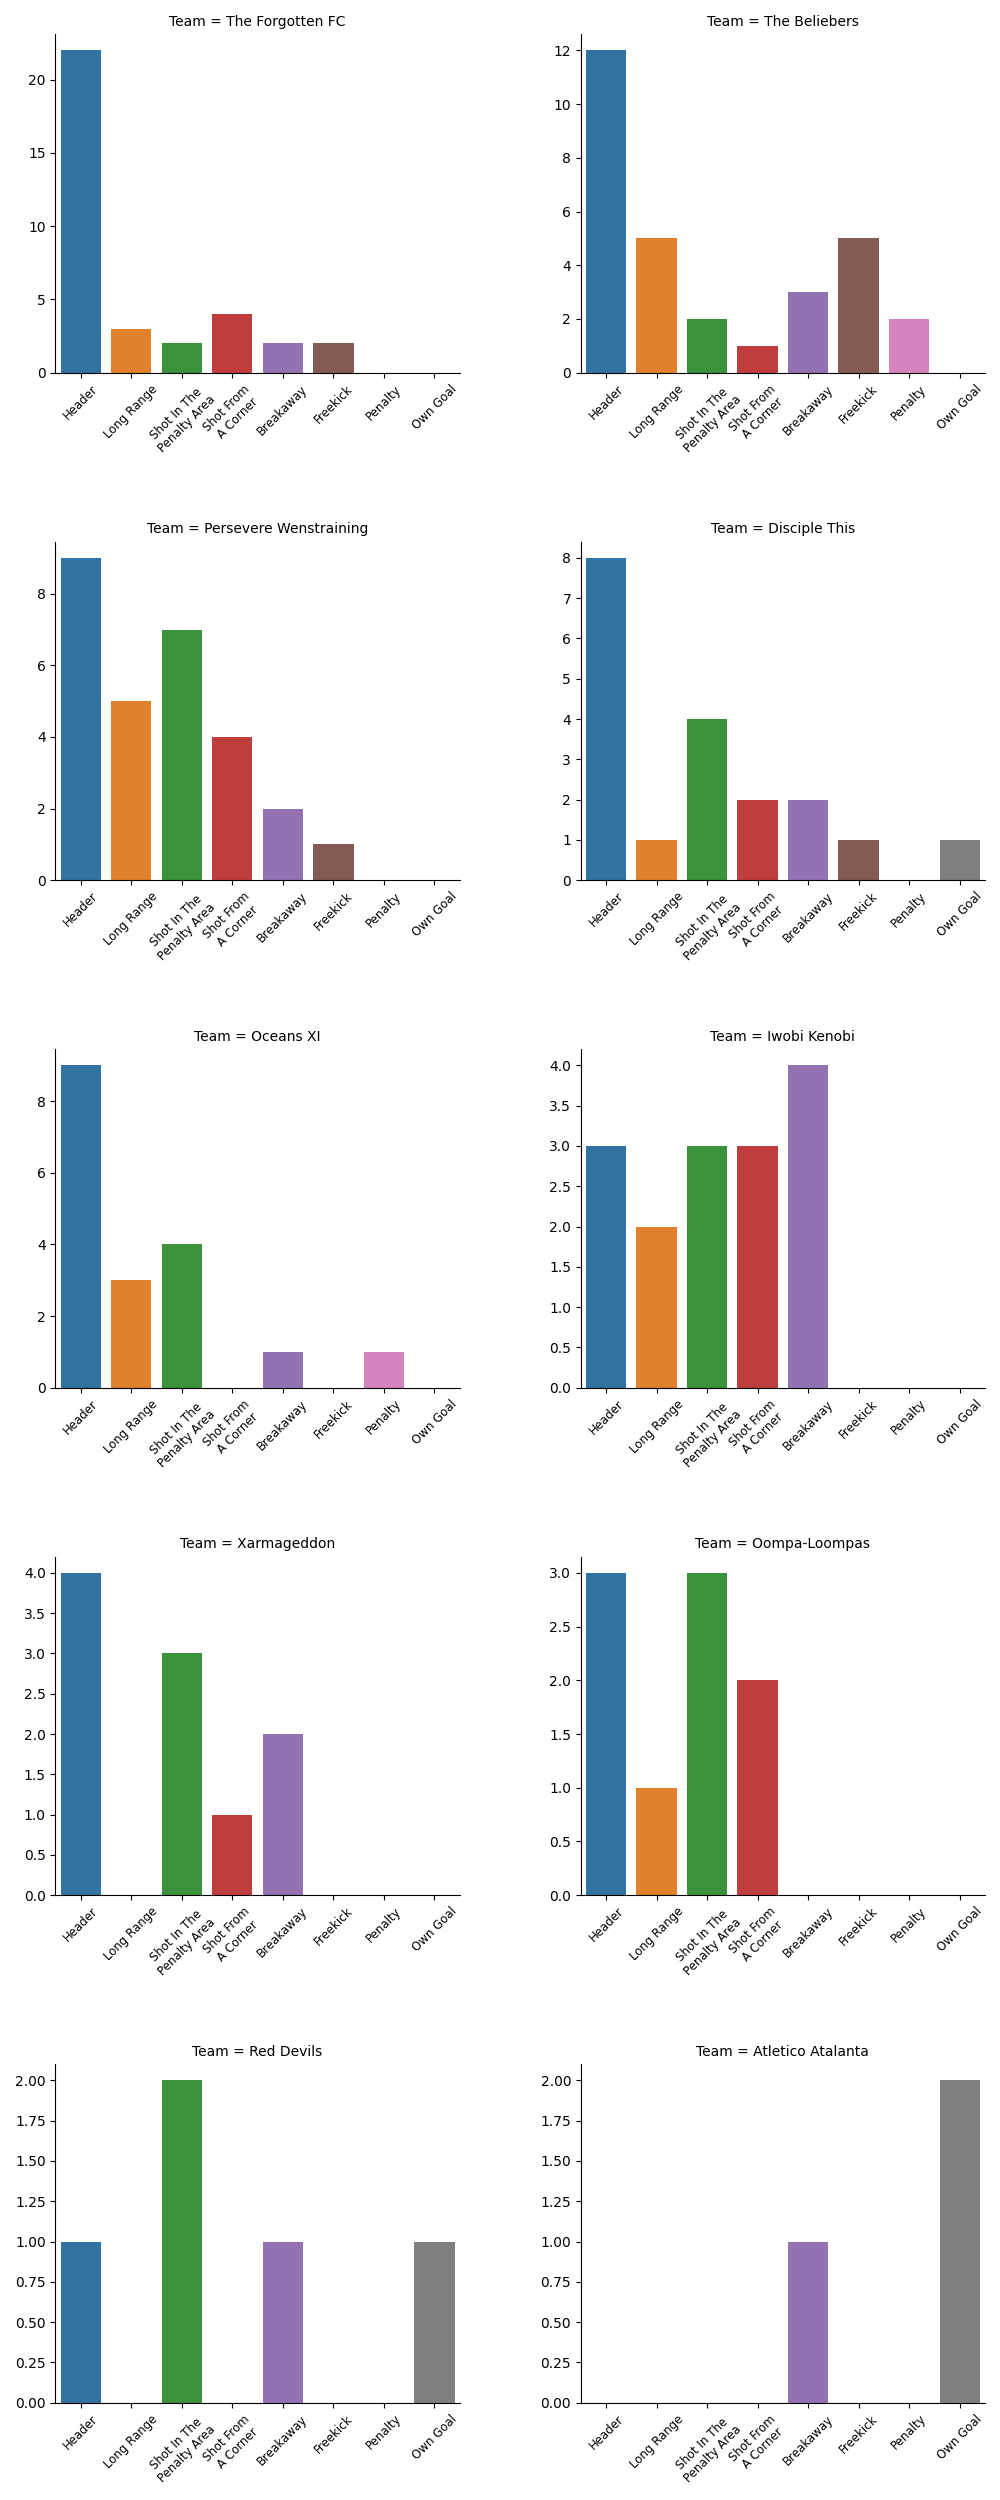 Team = The Forgotten FC
20
15
10
5
0
Header
Long Range
Shot In The
Penalty Area
Shot From
A Corner
Breakaway
Freekick
Penalty
Own Goal
Team = The Beliebers
12
10
8
6
4
2
0
Header
Long Range
Shot In The
Penalty Area
Shot From
A Corner
Breakaway
Freekick
Penalty
Own Goal
Team = Persevere Wenstraining
8
6
4
2
0
Header
Long Range
Shot In The
Penalty Area
Shot From
A Corner
Breakaway
Freekick
Penalty
Own Goal
Team = Disciple This
8
7
6
5
4
3
2
1
0
Header
Long Range
Shot In The
Penalty Area
Shot From
A Corner
Breakaway
Freekick
Penalty
Own Goal
Team = Oceans XI
8
6
4
2
0
Header
Long Range
Shot In The
Penalty Area
Shot From
A Corner
Breakaway
Freekick
Penalty
Own Goal
Team = Iwobi Kenobi
4.0
3.5
3.0
2.5
2.0
1.5
1.0
0.5
0.0
Header
Long Range
Shot In The
Penalty Area
Shot From
A Corner
Breakaway
Freekick
Penalty
Own Goal
Team = Xarmageddon
4.0
3.5
3.0
2.5
2.0
1.5
1.0
0.5
0.0
Header
Long Range
Shot In The
Penalty Area
Shot From
A Corner
Breakaway
Freekick
Penalty
Own Goal
Team = Oompa-Loompas
3.0
2.5
2.0
1.5
1.0
0.5
0.0
Header
Long Range
Shot In The
Penalty Area
Shot From
A Corner
Breakaway
Freekick
Penalty
Own Goal
Team = Red Devils
2.00
1.75
1.50
1.25
1.00
0.75
0.50
0.25
0.00
Header
Long Range
Shot In The
Penalty Area
Shot From
A Corner
Breakaway
Freekick
Penalty
Own Goal
Team = Atletico Atalanta
2.00
1.75
1.50
1.25
1.00
0.75
0.50
0.25
0.00
Header
Long Range
Shot In The
Penalty Area
Shot From
A Corner
Breakaway
Freekick
Penalty
Own Goal